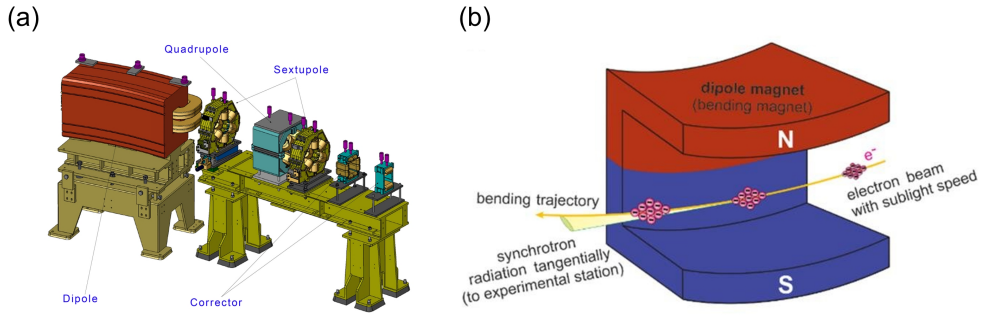 (a)
Quadrupole
Sextupole
Dipole
Corrector
(b)
dipole magnet
(bending magnet)
N
e-
electron beam
with sublight speed
bending trajectory
synchrotron
radiation tangentially
(to experimental station)
S